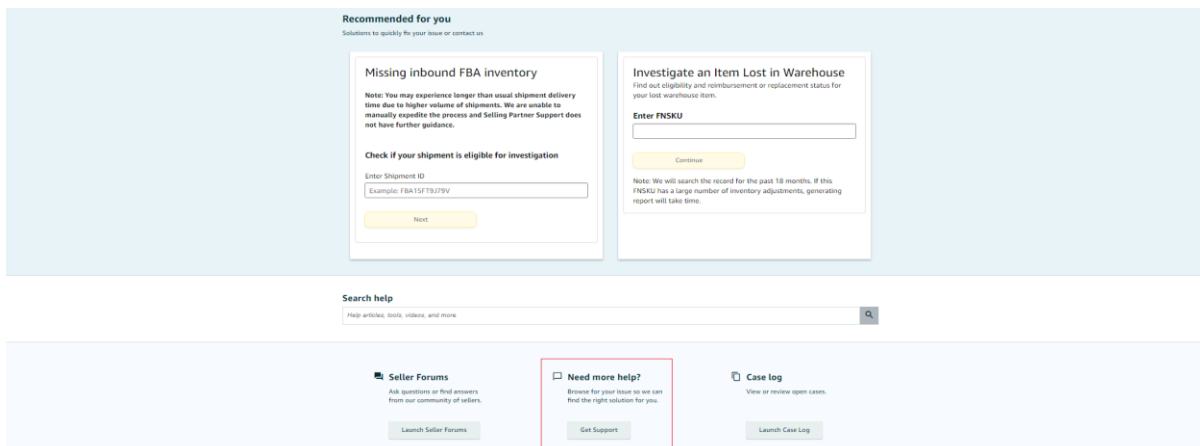 Recommended for you
Solutions to quickly fix your issue or contact us
Missing inbound FBA inventory
Note: You may experience longer than usual shipment delivery
time due to higher volume of shipments. We are unable to
manually expedite the process and Selling Partner Support does
not have further guidance.
Check if your shipment is eligible for investigation
Enter Shipment ID
Example: FBA15FT9J79V
Next
Investigate an Item Lost in Warehouse
Find out eligibility and reimbursement or replacement status for
your lost warehouse item.
Enter FNSKU
Continue
Note: We will search the record for the past 18 months. If this
FNSKU has a large number of inventory adjustments, generating
report will take time.
Search help
Help articles, tools, videos, and more
Seller Forums
Ask questions or find answers
from our community of sellers.
Launch Seller Forums
Need more help?
Browse for your issue so we can
find the right solution for you.
Get Support
Case log
View or review open cases.
Launch Case Log